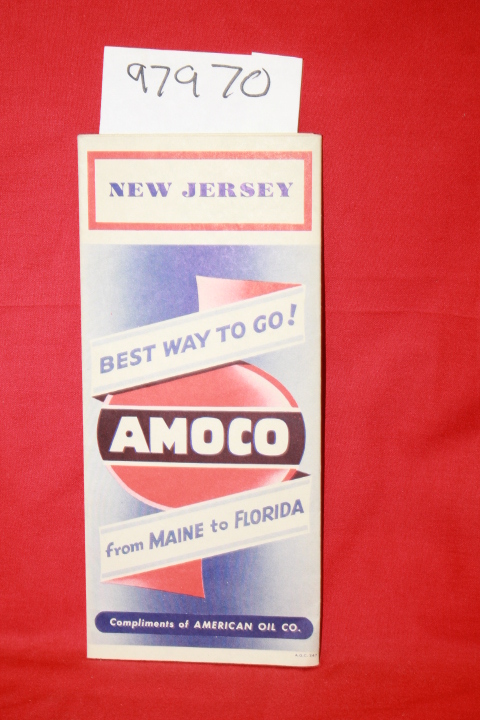 97970
NEW JERSEY
BEST WAY TO GO!
AMOCO
from MAINE to FLORIDA
Compliments of AMERICAN OIL CO.